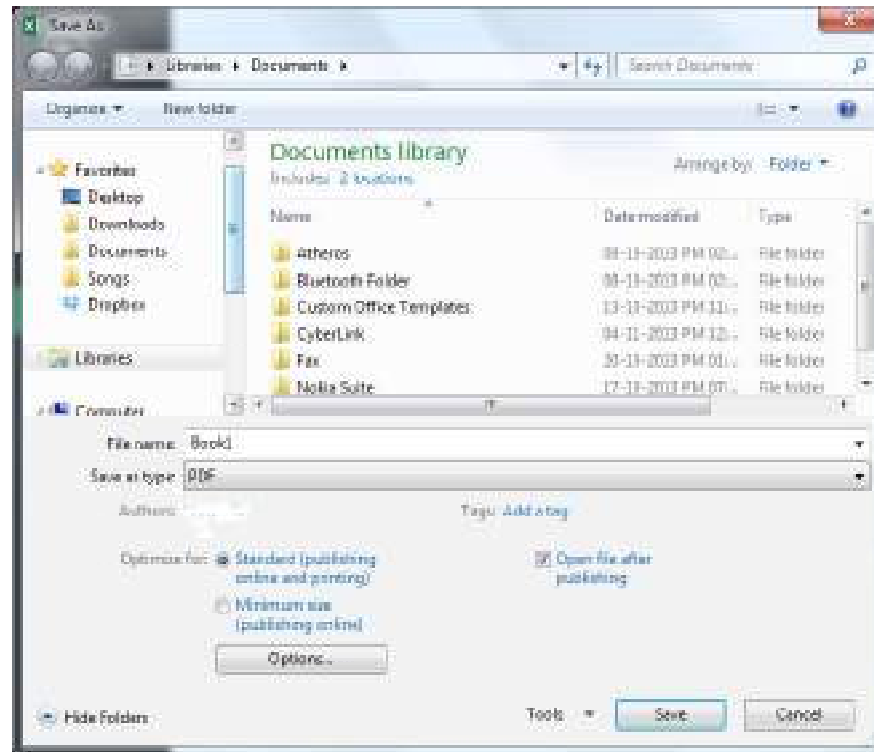 Save As
Libraries Documents
Search Documents
Organize New folder
Favorites
Desktop
Downloads
Documents
Songs
Dropbox
Libraries
Computer
Documents library
Includes: 2 locations
Arrange by: Folder
Name Date modified Type
Atheros File folder
Bluetooth Folder File folder
Custom Office Templates File folder
CyberLink File folder
Fax File folder
Nokia Suite File folder
File name: Book1
Save as type: PDF
Authors:
Tags: Add a tag
Optimize for: Standard (publishing
online and printing)
Minimum size
(publishing online)
Open file after
publishing
Options...
Hide Folders
Tools Save Cancel